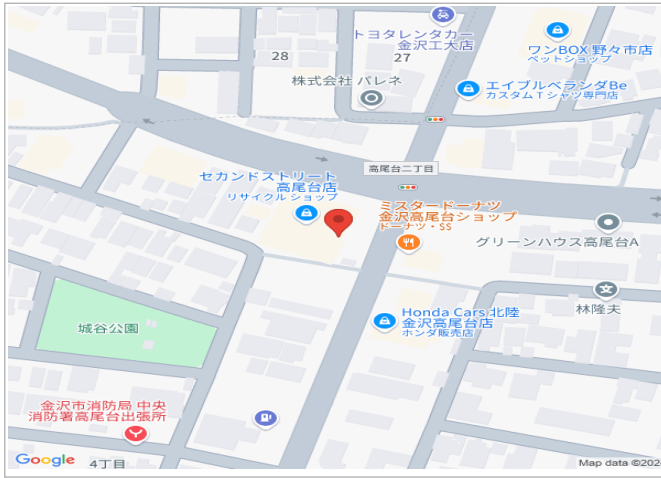 トヨタレンタカー
金沢工大店
ワンBOX 野々市店
ペットショップ
28
27
株式会社 パレネ
エイブルベランダBe
カスタムTシャツ専門店
高尾台二丁目
セカンドストリート
高尾台店
リサイクル ショップ
ミスタードーナツ
金沢高尾台ショップ
ドーナツ・$$
グリーンハウス高尾台A
林隆夫
Honda Cars 北陸
金沢高尾台店
ホンダ販売店
城谷公園
金沢市消防局 中央
消防署高尾台出張所
Google
4丁目
Map data ©202